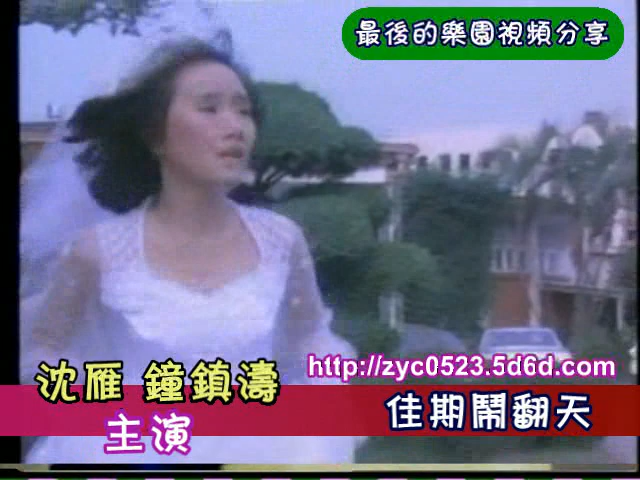 最後的樂園視頻分享
沈雁 鐘鎮濤
主演
http://zyc0523.5d6d.com
佳期鬧翻天